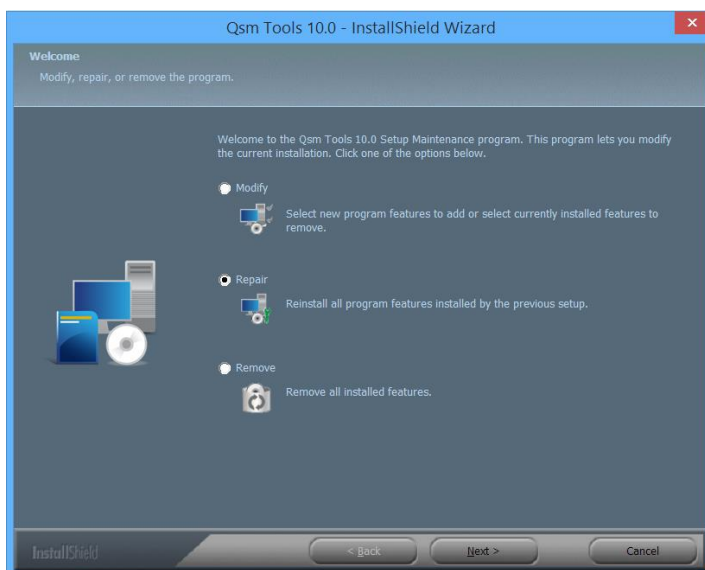 Qsm Tools 10.0 - InstallShield Wizard
Welcome
Modify, repair, or remove the program.
Welcome to the Qsm Tools 10.0 Setup Maintenance program. This program lets you modify
the current installation. Click one of the options below.
Modify
Select new program features to add or select currently installed features to
remove.
Repair
Reinstall all program features installed by the previous setup.
Remove
Remove all installed features.
InstallShield
< Back
Next >
Cancel